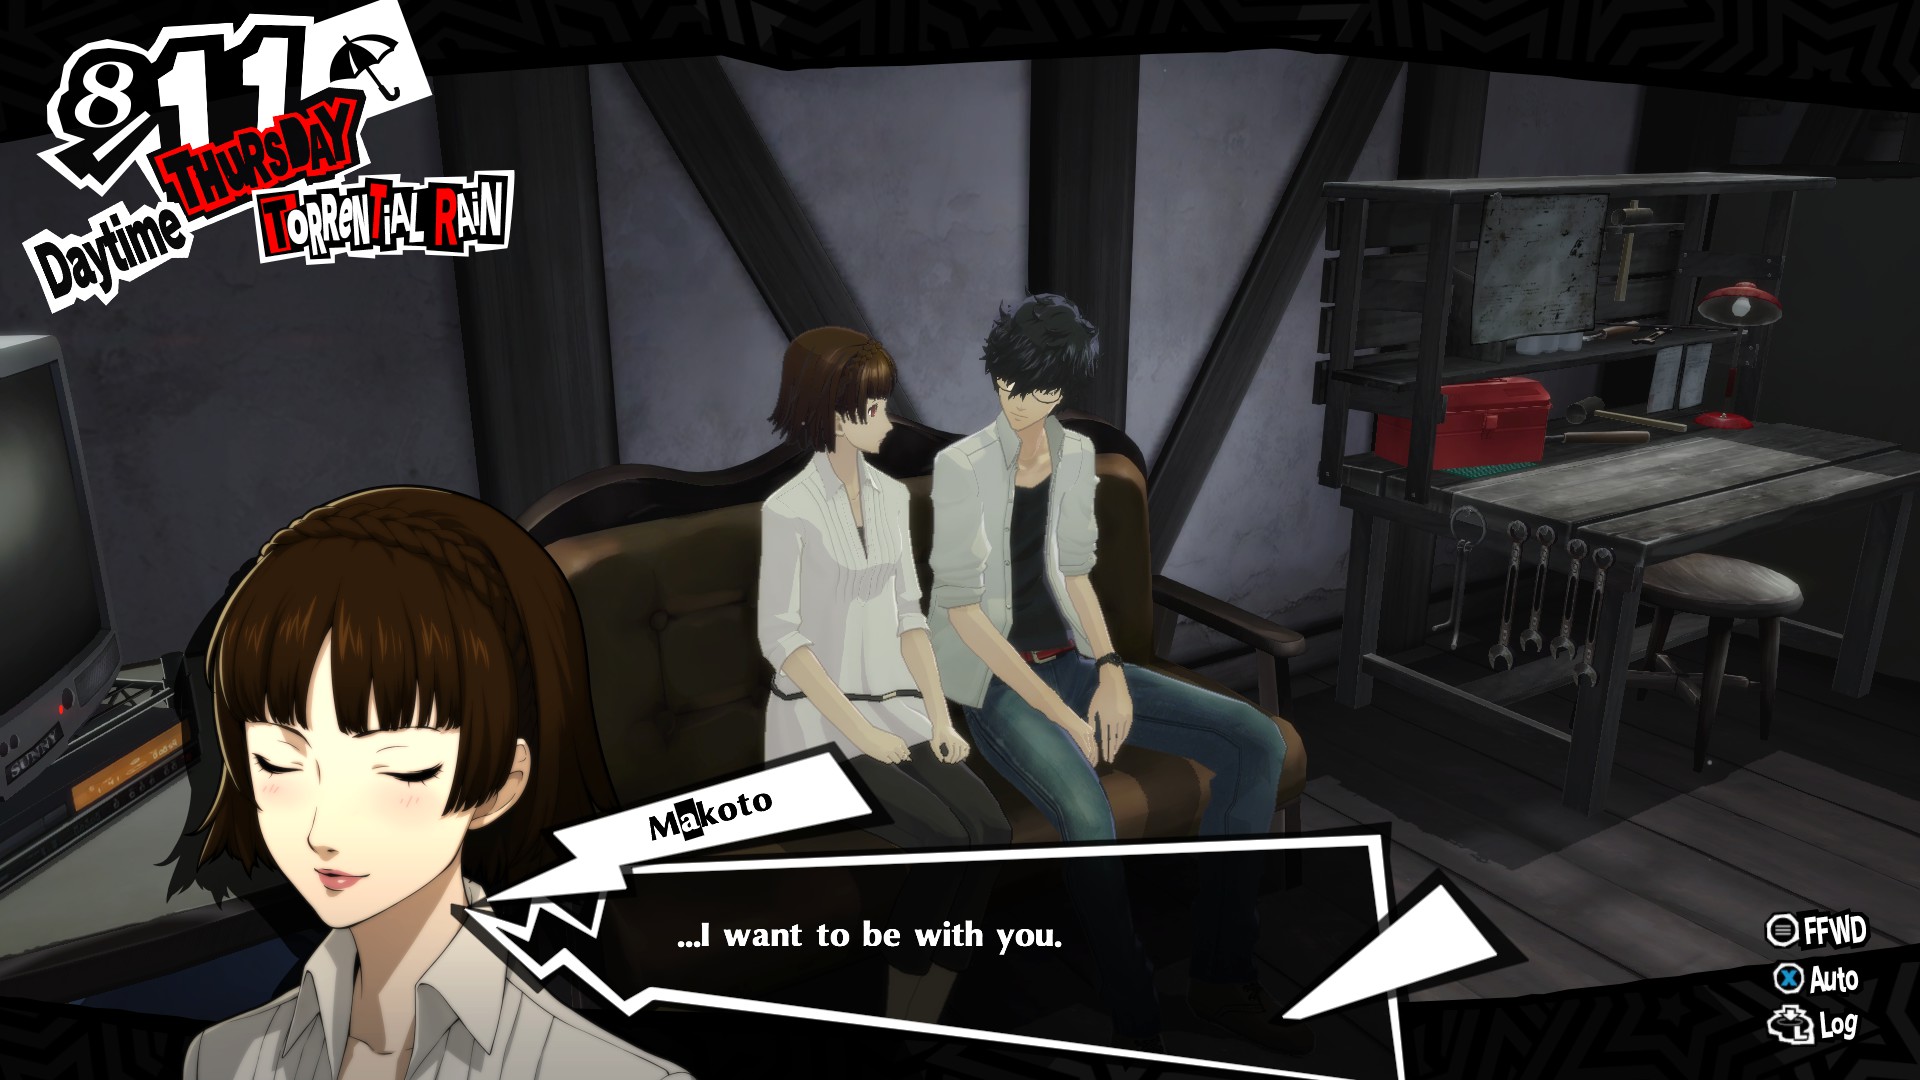 8/11
THURSDAY
Daytime
TORRENTIAL RAIN
SUNNY
Makoto
...I want to be with you.
FFWD
X Auto
L Log